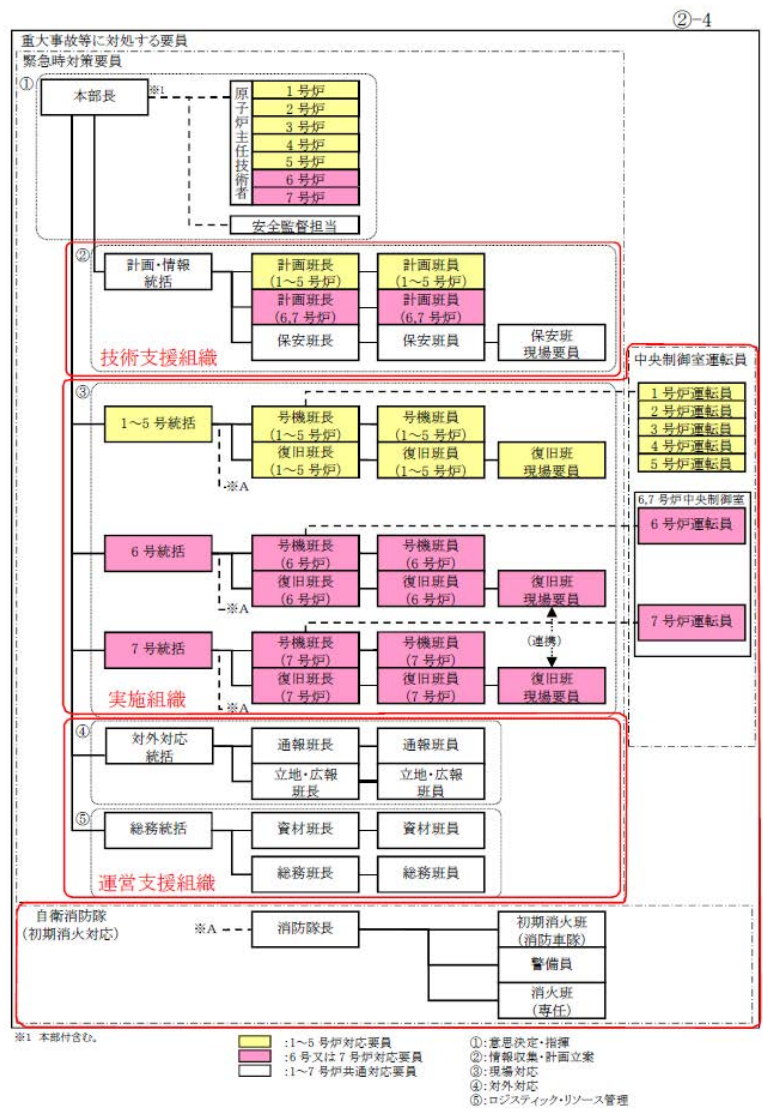 ②-4
重大事故等に対処する要員
緊急時対策要員
①
本部長
※1
原子炉主任技術者
1号炉
2号炉
3号炉
4号炉
5号炉
6号炉
7号炉
安全監督担当
②
計画・情報
統括
計画班長
(1~5号炉)
計画班員
(1~5号炉)
計画班長
(6,7号炉)
計画班員
(6,7号炉)
保安班長
保安班員
保安班
現場要員
技術支援組織
中央制御室運転員
1号炉運転員
2号炉運転員
3号炉運転員
4号炉運転員
5号炉運転員
6,7号炉中央制御室
6号炉運転員
7号炉運転員
③
1~5号統括
号機班長
(1~5号炉)
号機班員
(1~5号炉)
復旧班長
(1~5号炉)
復旧班員
(1~5号炉)
復旧班
現場要員
※A
6号統括
号機班長
(6号炉)
号機班員
(6号炉)
復旧班長
(6号炉)
復旧班員
(6号炉)
復旧班
現場要員
※A
(連携)
7号統括
号機班長
(7号炉)
号機班員
(7号炉)
復旧班長
(7号炉)
復旧班員
(7号炉)
復旧班
現場要員
※A
実施組織
④
対外対応
統括
通報班長
通報班員
立地・広報
班長
立地・広報
班員
⑤
総務統括
資材班長
資材班員
総務班長
総務班員
運営支援組織
自衛消防隊
(初期消火対応)
※A
消防隊長
初期消火班
(消防車隊)
警備員
消火班
(専任)
※1 本部付含む。
:1~5号炉対応要員
:6号又は7号炉対応要員
:1~7号炉共通対応要員
①:意思決定・指揮
②:情報収集・計画立案
③:現場対応
④:対外対応
⑤:ロジスティック・リソース管理